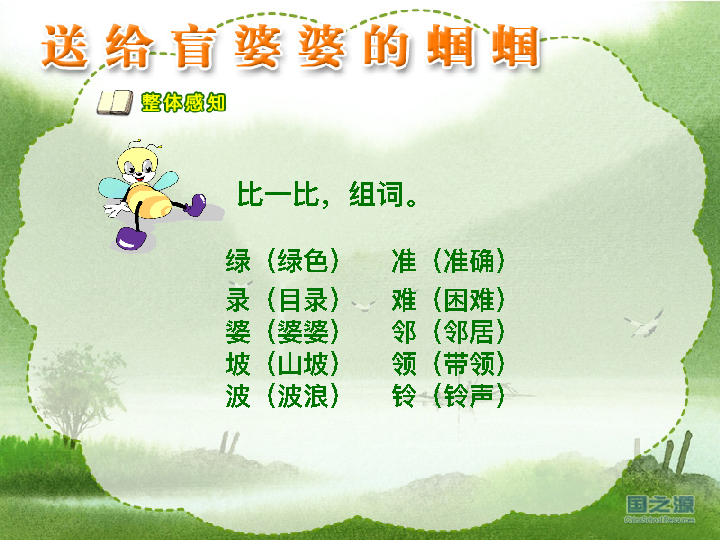 送给盲婆婆的蝈蝈
整体感知
比一比，组词。
绿（绿色） 准（准确）
录（目录） 难（困难）
婆（婆婆） 邻（邻居）
坡（山坡） 领（带领）
波（波浪） 铃（铃声）
国之源
ChinaSchool Resources